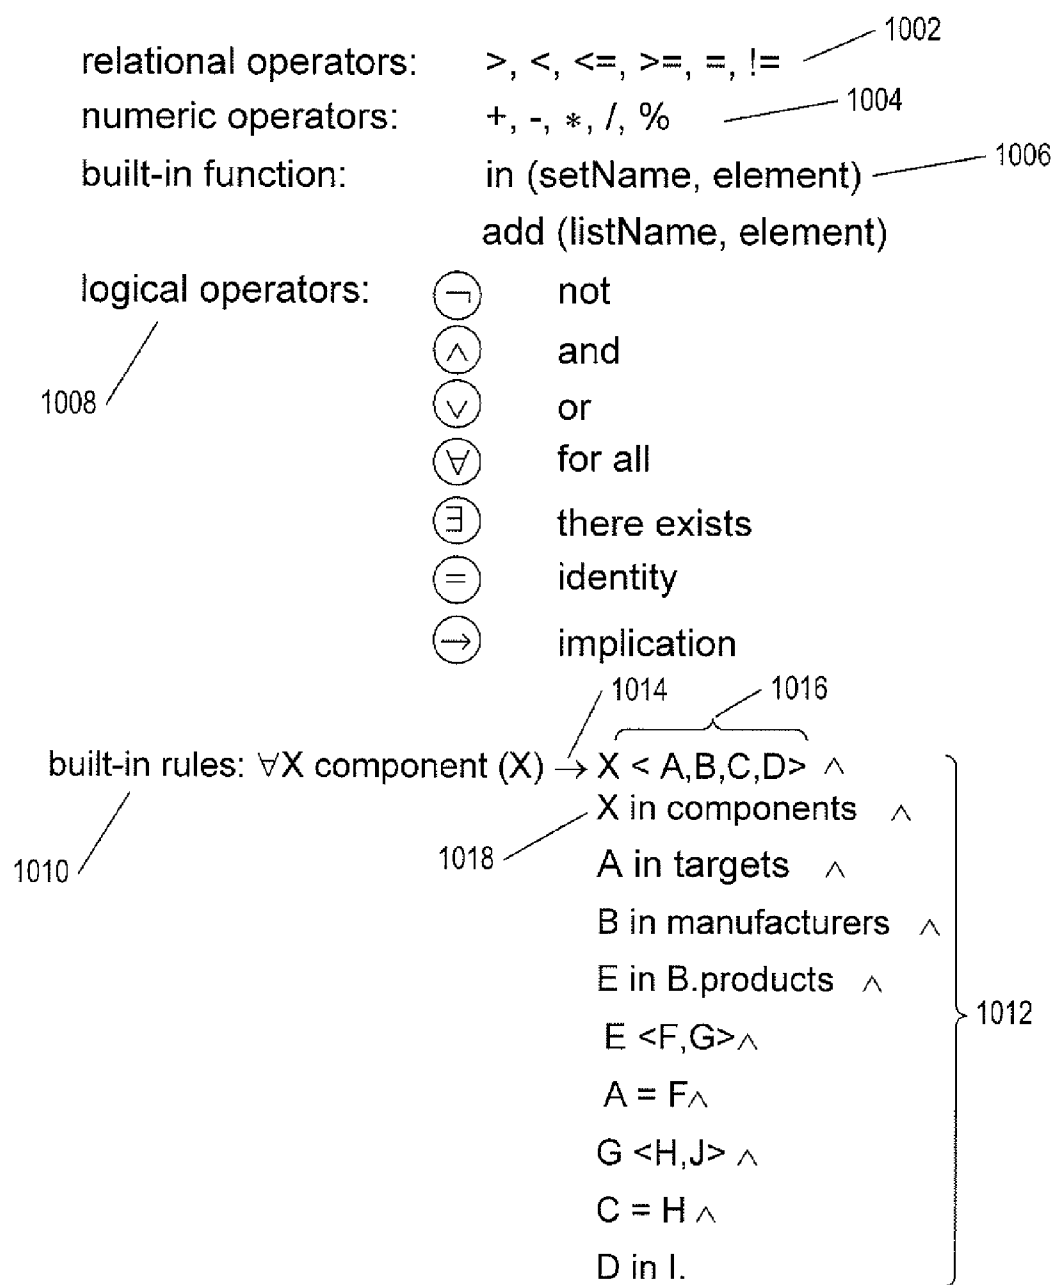 1002
relational operators: >, <, <=, >=, =, !=
1004
numeric operators: +, -, *, /, %
1006
built-in function: in (setName, element)
add (listName, element)
logical operators: ¬ not
∧ and
1008
∨ or
∀ for all
∃ there exists
= identity
→ implication
1014 1016
built-in rules: ∀X component (X) → X < A,B,C,D> ∧
X in components ∧
1010 1018
A in targets ∧
B in manufacturers ∧
E in B.products ∧
1012
E <F,G>∧
A = F∧
G <H,J> ∧
C = H ∧
D in I.